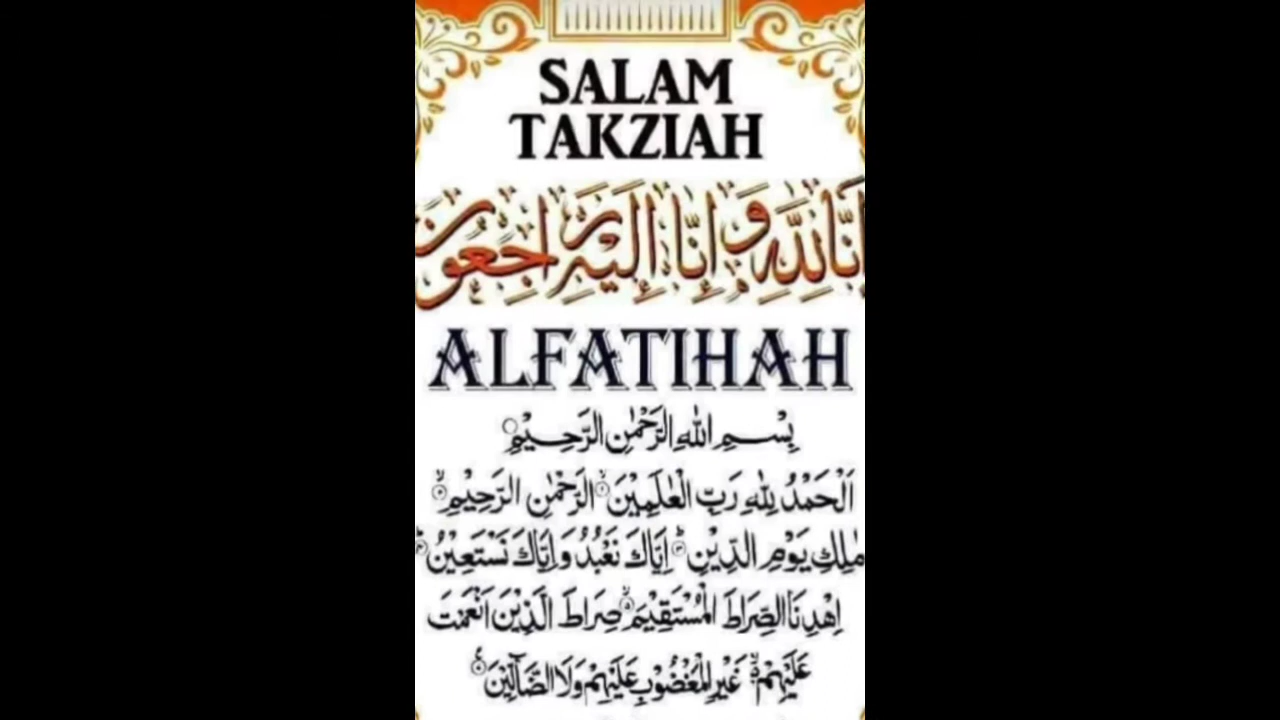 SALAM
TAKZIAH
إِنَّا لِلَّهِ وَإِنَّا إِلَيْهِ رَاجِعُونَ
ALFATIHAH
بِسْمِ اللّٰهِ الرَّحْمٰنِ الرَّحِيْمِ
اَلْحَمْدُ لِلّٰهِ رَبِّ الْعٰلَمِيْنَۙ الرَّحْمٰنِ الرَّحِيْمِۙ
مٰلِكِ يَوْمِ الدِّيْنِۗ اِيَّاكَ نَعْبُدُ وَاِيَّاكَ نَسْتَعِيْنُۗ
اِهْدِنَا الصِّرَاطَ الْمُسْتَقِيْمَۙ صِرَاطَ الَّذِيْنَ اَنْعَمْتَ
عَلَيْهِمْ ەۙ غَيْرِ الْمَغْضُوْبِ عَلَيْهِمْ وَلَا الضَّاۤلِّيْنَ